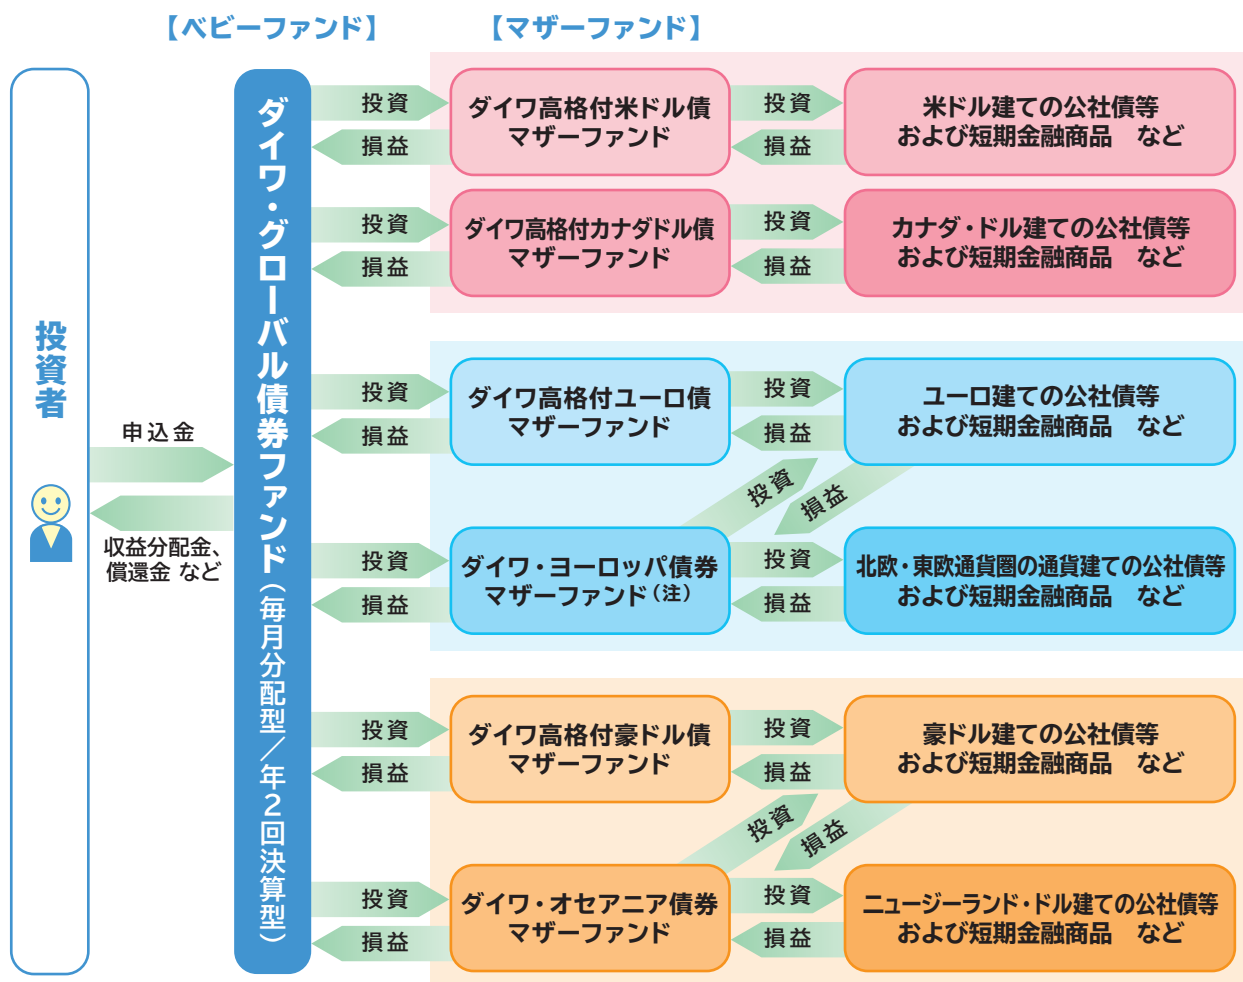 【ベビーファンド】
【マザーファンド】
投資者
申込金
収益分配金、
償還金 など
ダイワ・グローバル債券ファンド（毎月分配型／年２回決算型）
投資
損益
ダイワ高格付米ドル債
マザーファンド
投資
損益
米ドル建ての公社債等
および短期金融商品　など
投資
損益
ダイワ高格付カナダドル債
マザーファンド
投資
損益
カナダ・ドル建ての公社債等
および短期金融商品　など
投資
損益
ダイワ高格付ユーロ債
マザーファンド
投資
損益
ユーロ建ての公社債等
および短期金融商品　など
投資
損益
投資
損益
ダイワ・ヨーロッパ債券
マザーファンド（注）
投資
損益
北欧・東欧通貨圏の通貨建ての公社債等
および短期金融商品　など
投資
損益
ダイワ高格付豪ドル債
マザーファンド
投資
損益
豪ドル建ての公社債等
および短期金融商品　など
投資
損益
投資
損益
ダイワ・オセアニア債券
マザーファンド
投資
損益
ニュージーランド・ドル建ての公社債等
および短期金融商品　など